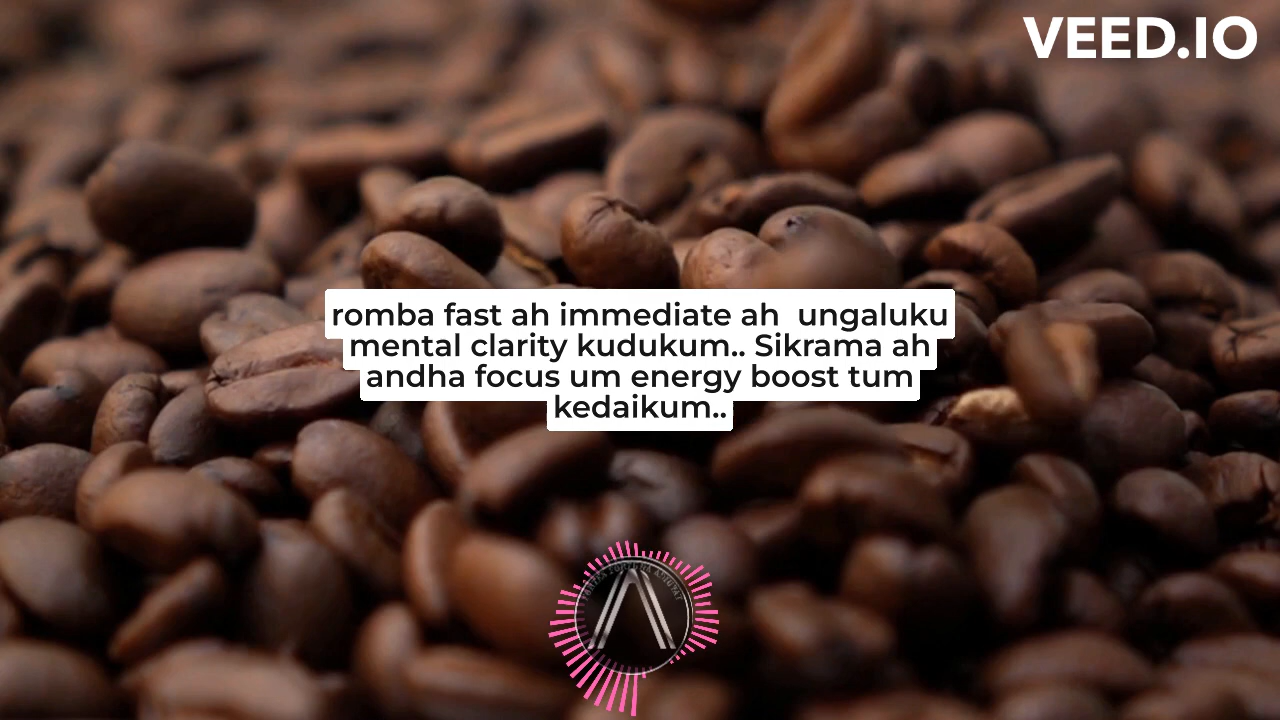 VEED.IO
romba fast ah immediate ah  ungaluku
mental clarity kudukum.. Sikrama ah
andha focus um energy boost tum
kedaikum..